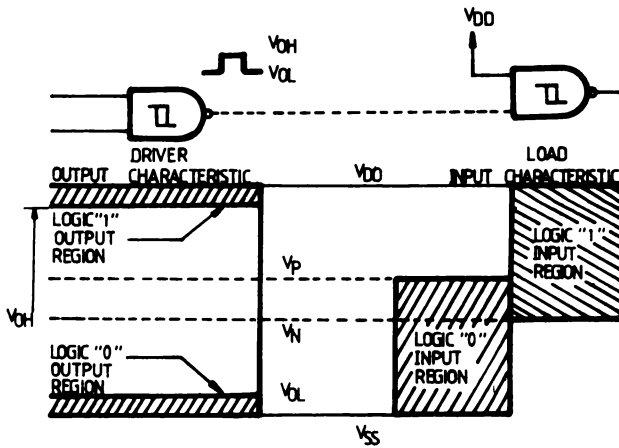 VOH
VOL
VDD
DRIVER
LOAD
OUTPUT CHARACTERISTIC
VDD
INPUT CHARACTERISTIC
LOGIC "1"
OUTPUT
REGION
LOGIC "1"
INPUT
REGION
VP
VOH
VN
LOGIC "0"
OUTPUT
REGION
LOGIC "0"
INPUT
REGION
VOL
VSS